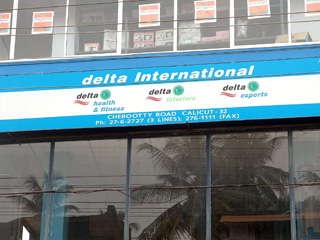 delta International
delta
health
& fitness
delta
interiors
delta
exports
CHEROOTTY ROAD CALICUT - 32
Ph: 27-6-2727 (3 LINES); 276-1111 (FAX)